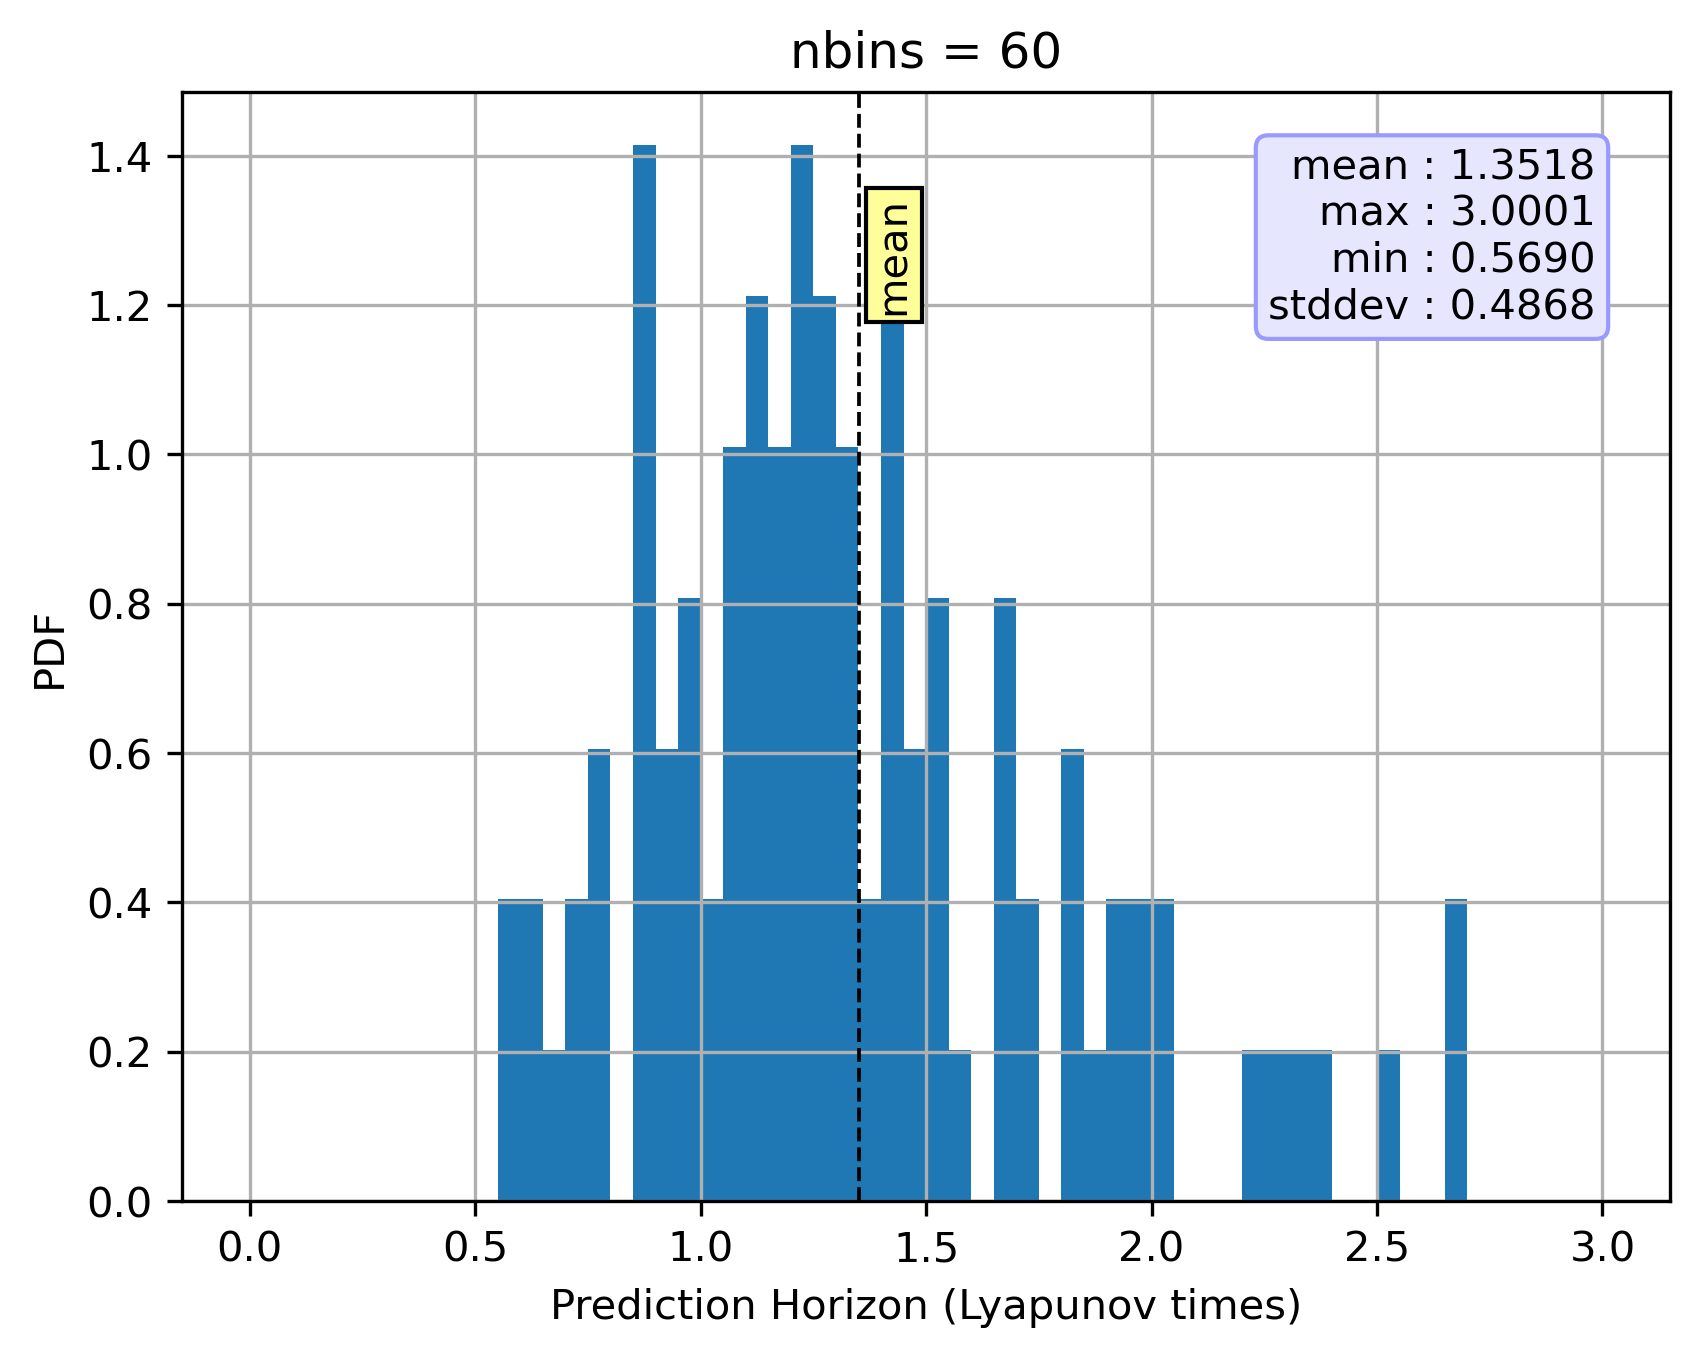 nbins = 60
mean : 1.3518
max : 3.0001
min : 0.5690
stddev : 0.4868
mean
PDF
1.4
1.2
1.0
0.8
0.6
0.4
0.2
0.0
0.0 0.5 1.0 1.5 2.0 2.5 3.0
Prediction Horizon (Lyapunov times)